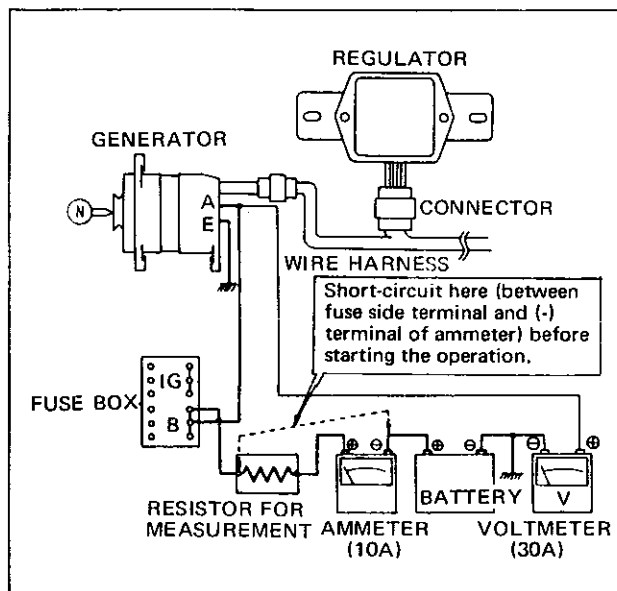 REGULATOR
GENERATOR
N
A
E
CONNECTOR
WIRE HARNESS
Short-circuit here (between
fuse side terminal and (-)
terminal of ammeter) before
starting the operation.
IG
FUSE BOX
B
⊕ ⊖ ⊕ ⊖ ⊖ ⊕
RESISTOR FOR
MEASUREMENT
AMMETER
(10A)
BATTERY
V
VOLTMETER
(30A)